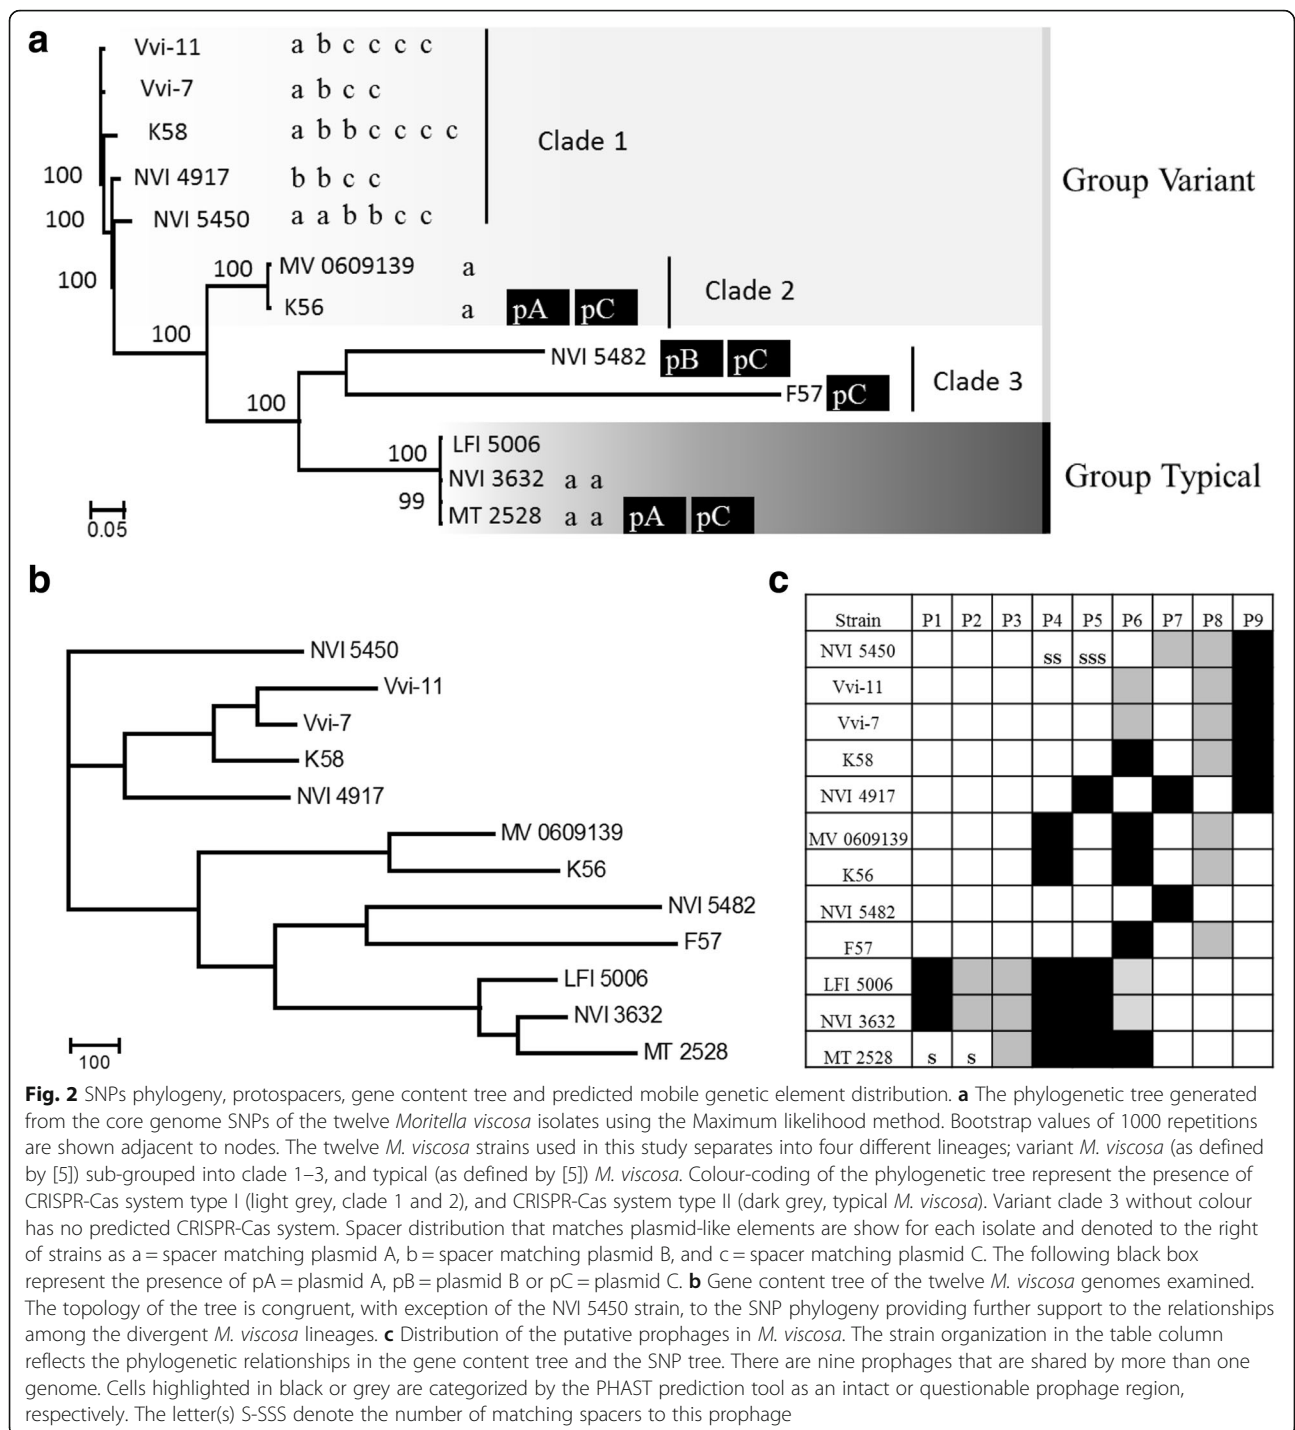 a
Vvi-11 a b c c c c
Vvi-7 a b c c
K58 a b b c c c c
Clade 1
100 NVI 4917 b b c c
Group Variant
100 NVI 5450 a a b b c c
100 MV 0609139 a
100
Clade 2
K56 a pA pC
100
NVI 5482 pB pC
Clade 3
F57 pC
100
LFI 5006
100
NVI 3632 a a
Group Typical
99
MT 2528 a a pA pC
0.05
b
NVI 5450
Vvi-11
Vvi-7
K58
NVI 4917
MV 0609139
K56
NVI 5482
F57
LFI 5006
NVI 3632
MT 2528
100
c
Strain P1 P2 P3 P4 P5 P6 P7 P8 P9
NVI 5450 ss sss
Vvi-11
Vvi-7
K58
NVI 4917
MV 0609139
K56
NVI 5482
F57
LFI 5006
NVI 3632
MT 2528 s s
Fig. 2 SNPs phylogeny, protospacers, gene content tree and predicted mobile genetic element distribution. a The phylogenetic tree generated
from the core genome SNPs of the twelve Moritella viscosa isolates using the Maximum likelihood method. Bootstrap values of 1000 repetitions
are shown adjacent to nodes. The twelve M. viscosa strains used in this study separates into four different lineages; variant M. viscosa (as defined
by [5]) sub-grouped into clade 1–3, and typical (as defined by [5]) M. viscosa. Colour-coding of the phylogenetic tree represent the presence of
CRISPR-Cas system type I (light grey, clade 1 and 2), and CRISPR-Cas system type II (dark grey, typical M. viscosa). Variant clade 3 without colour
has no predicted CRISPR-Cas system. Spacer distribution that matches plasmid-like elements are show for each isolate and denoted to the right
of strains as a = spacer matching plasmid A, b = spacer matching plasmid B, and c = spacer matching plasmid C. The following black box
represent the presence of pA = plasmid A, pB = plasmid B or pC = plasmid C. b Gene content tree of the twelve M. viscosa genomes examined.
The topology of the tree is congruent, with exception of the NVI 5450 strain, to the SNP phylogeny providing further support to the relationships
among the divergent M. viscosa lineages. c Distribution of the putative prophages in M. viscosa. The strain organization in the table column
reflects the phylogenetic relationships in the gene content tree and the SNP tree. There are nine prophages that are shared by more than one
genome. Cells highlighted in black or grey are categorized by the PHAST prediction tool as an intact or questionable prophage region,
respectively. The letter(s) S-SSS denote the number of matching spacers to this prophage